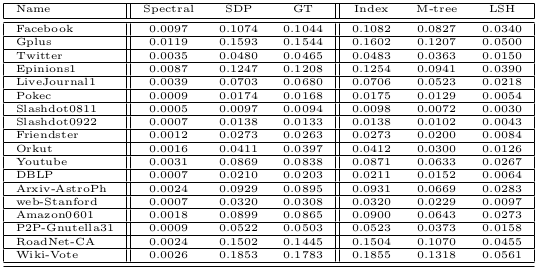 Name Spectral SDP GT Index M-tree LSH
Facebook 0.0097 0.1074 0.1044 0.1082 0.0827 0.0340
Gplus 0.0119 0.1593 0.1544 0.1602 0.1207 0.0500
Twitter 0.0035 0.0480 0.0465 0.0483 0.0363 0.0150
Epinions1 0.0087 0.1247 0.1208 0.1254 0.0941 0.0390
LiveJournal1 0.0039 0.0703 0.0680 0.0706 0.0523 0.0218
Pokec 0.0009 0.0174 0.0168 0.0175 0.0129 0.0054
Slashdot0811 0.0005 0.0097 0.0094 0.0098 0.0072 0.0030
Slashdot0922 0.0007 0.0138 0.0133 0.0138 0.0102 0.0043
Friendster 0.0012 0.0273 0.0263 0.0273 0.0200 0.0084
Orkut 0.0016 0.0411 0.0397 0.0412 0.0300 0.0126
Youtube 0.0031 0.0869 0.0838 0.0871 0.0633 0.0267
DBLP 0.0007 0.0210 0.0203 0.0211 0.0152 0.0064
Arxiv-AstroPh 0.0024 0.0929 0.0895 0.0931 0.0669 0.0283
web-Stanford 0.0007 0.0320 0.0308 0.0320 0.0229 0.0097
Amazon0601 0.0018 0.0899 0.0865 0.0900 0.0643 0.0273
P2P-Gnutella31 0.0009 0.0522 0.0503 0.0523 0.0373 0.0158
RoadNet-CA 0.0024 0.1502 0.1445 0.1504 0.1070 0.0455
Wiki-Vote 0.0026 0.1853 0.1783 0.1855 0.1318 0.0561